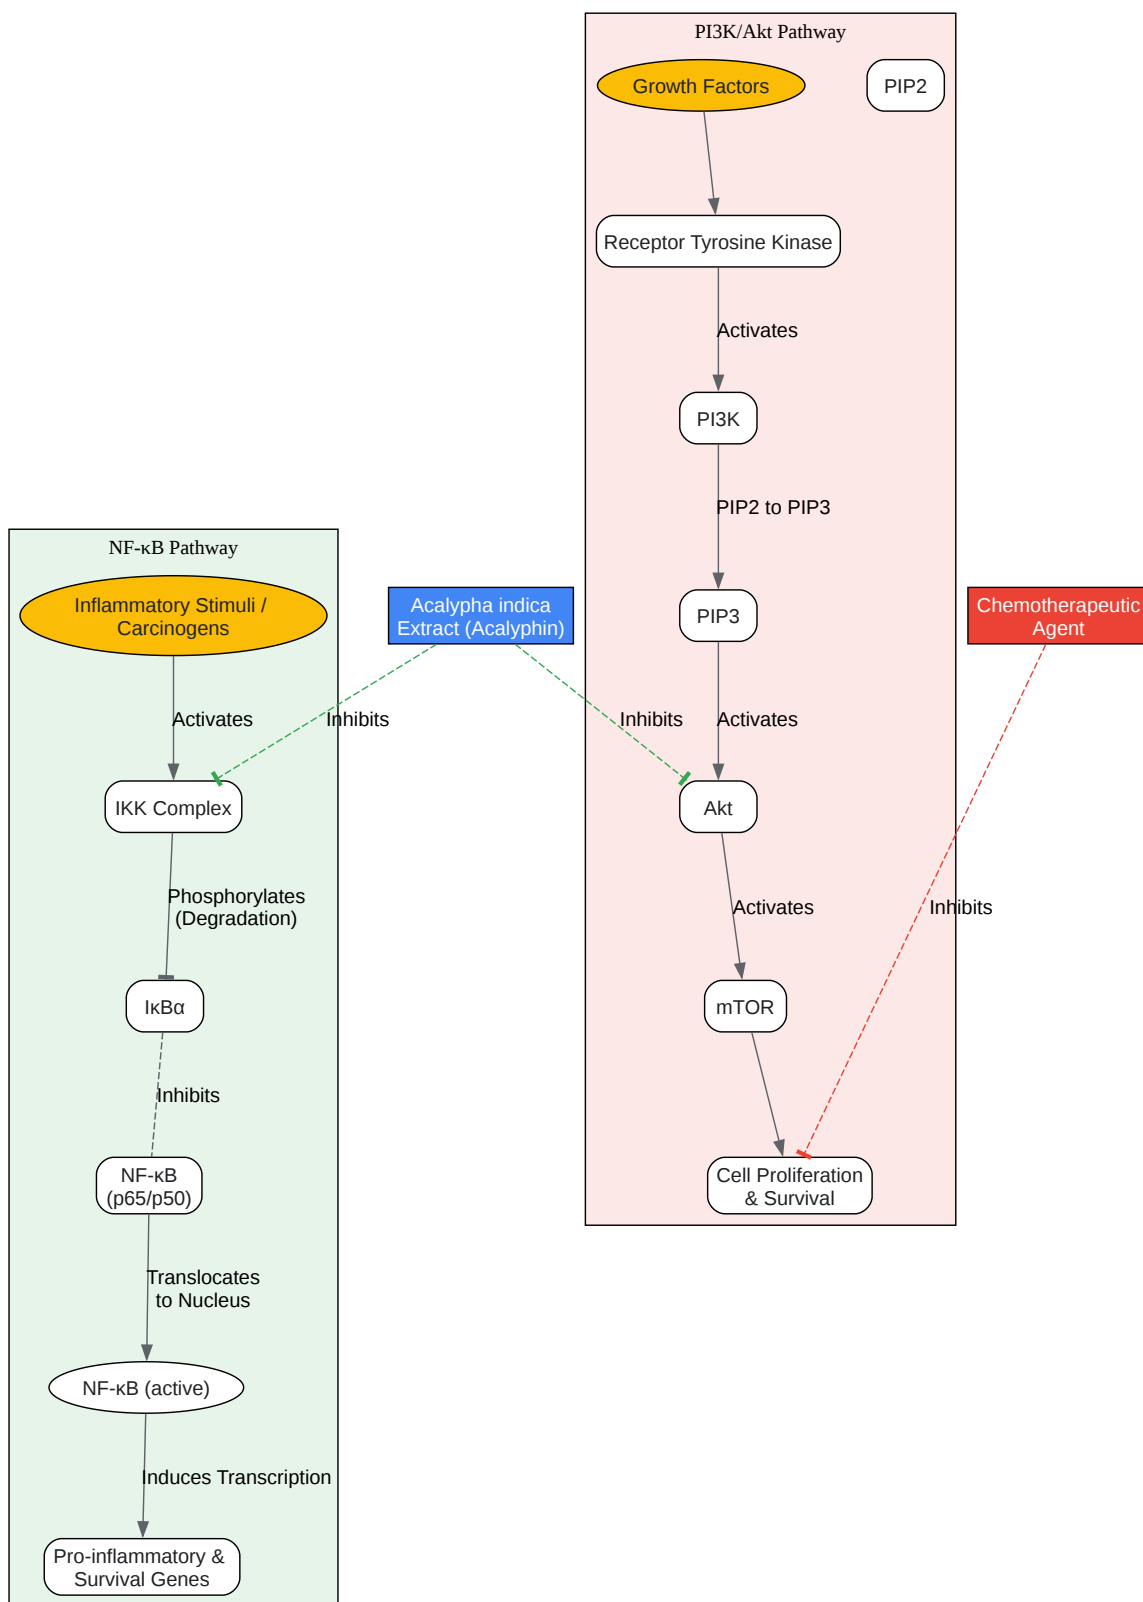 PI3K/Akt Pathway
Growth Factors
PIP2
Receptor Tyrosine Kinase
Activates
PI3K
PIP2 to PIP3
PIP3
Activates
Akt
Activates
mTOR
Cell Proliferation
& Survival
NF-κB Pathway
Inflammatory Stimuli /
Carcinogens
Activates
IKK Complex
Phosphorylates
(Degradation)
IκBα
Inhibits
NF-κB
(p65/p50)
Translocates
to Nucleus
NF-κB (active)
Induces Transcription
Pro-inflammatory &
Survival Genes
Acalypha indica
Extract (Acalyphin)
Inhibits
Inhibits
Chemotherapeutic
Agent
Inhibits